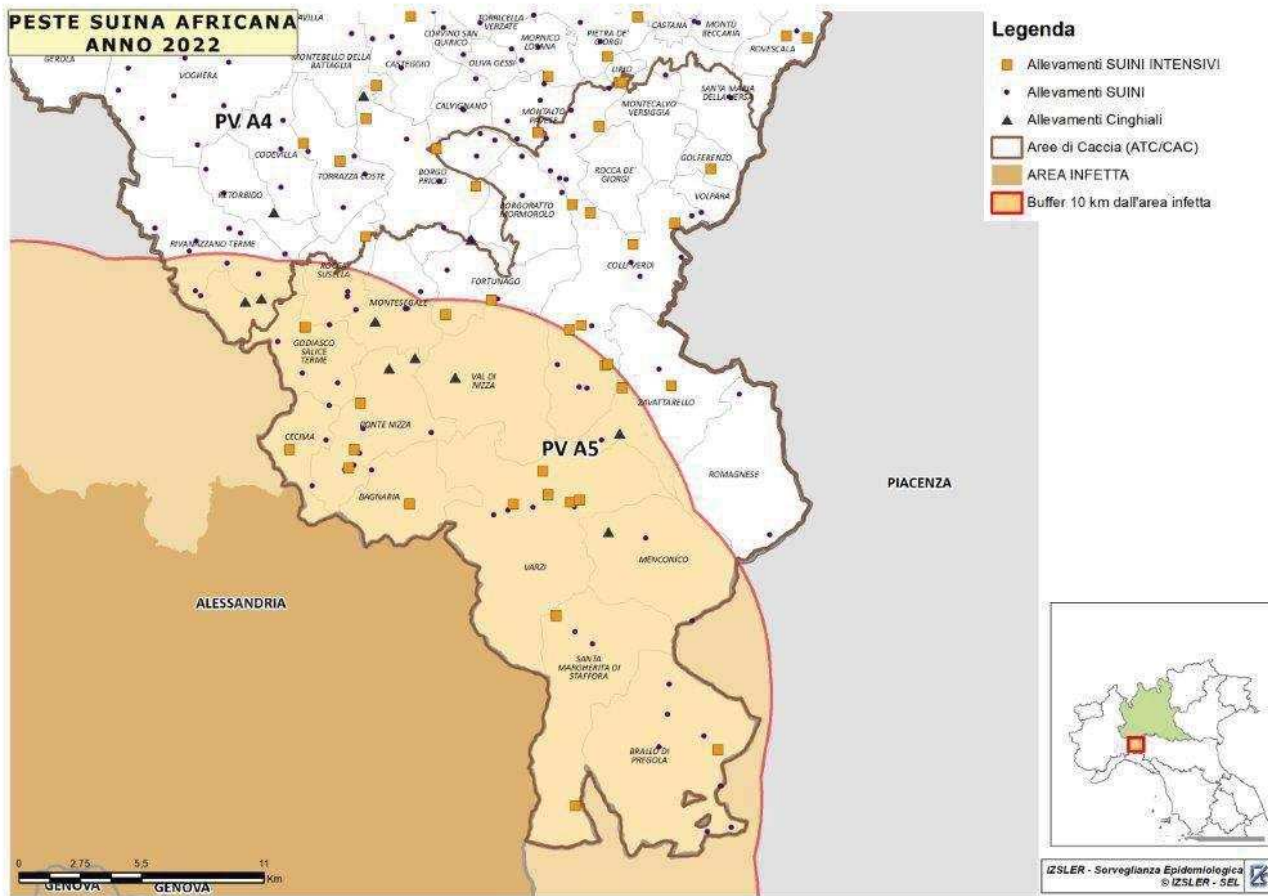 PESTE SUINA AFRICANA
ANNO 2022
AVILLA
CORVINO SAN
QUIRICO
TORRICELLA
VERZATE
MORNICO
LOSANA
PIETRA DE'
GIORGI
CASTANA
MONTÙ
BECCARIA
ROVESCALA
GEROLA
VOGHERA
MONTEBELLO DELLA
BATTAGLIA
CASTEGGIO
OLIVA GESSI
SANTA MARIA
DELLA VERSA
PV A4
CALVIGNANO
MONTALTO
PAVESE
MONTECALVO
VERSIGGIA
CODEVILLA
TORRAZZA COSTE
BORGO
PRIOLO
ROCCA DE'
GIORGI
GOLFERENZO
VOLPARA
RETORBIDO
BORGORATTO
MORMOROLO
RIVANAZZANO TERME
ROCCA
SUSELLA
FORTUNAGO
COLLI VERDI
MONTESEGALE
GODIASCO
SALICE
TERME
VAL DI
NIZZA
ZAVATTARELLO
CECIMA
PONTE NIZZA
PV A5
ROMAGNESE
BAGNARIA
PIACENZA
VARZI
MENCONICO
ALESSANDRIA
SANTA
MARGHERITA DI
STAFFORA
BRALLO DI
PREGOLA
0 2,75 5,5 11
Km
GENOVA GENOVA
Legenda
Allevamenti SUINI INTENSIVI
Allevamenti SUINI
Allevamenti Cinghiali
Aree di Caccia (ATC/CAC)
AREA INFETTA
Buffer 10 km dall'area infetta
IZSLER - Sorveglianza Epidemiologica
© IZSLER - SEL